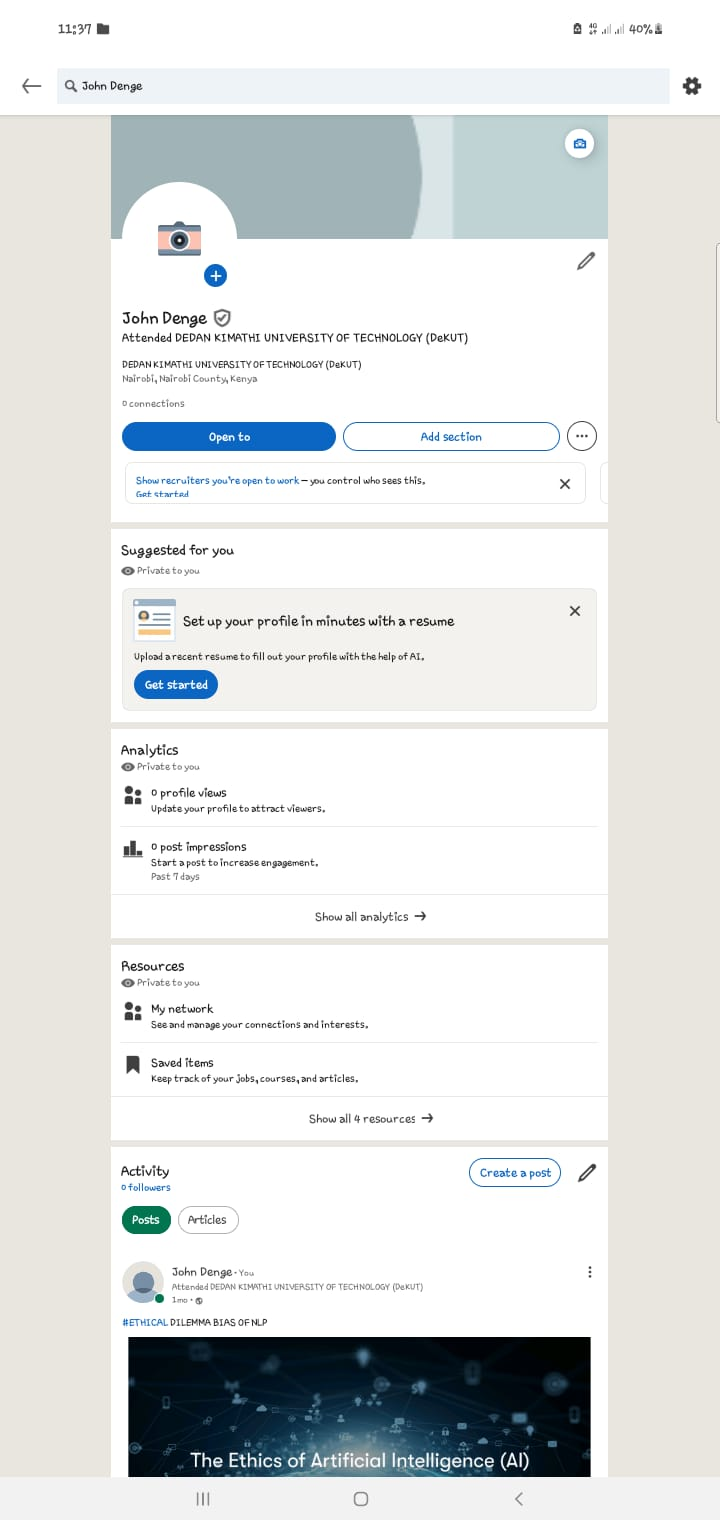 11:37
4G 40%
John Denge
John Denge
Attended DEDAN KIMATHI UNIVERSITY OF TECHNOLOGY (DeKUT)
DEDAN KIMATHI UNIVERSITY OF TECHNOLOGY (DeKUT)
Nairobi, Nairobi County, Kenya
0 connections
Open to
Add section
Show recruiters you're open to work — you control who sees this.
Get started
Suggested for you
Private to you
Set up your profile in minutes with a resume
Upload a recent resume to fill out your profile with the help of AI.
Get started
Analytics
Private to you
0 profile views
Update your profile to attract viewers.
0 post impressions
Start a post to increase engagement.
Past 7 days
Show all analytics →
Resources
Private to you
My network
See and manage your connections and interests.
Saved items
Keep track of your jobs, courses, and articles.
Show all 4 resources →
Activity
Create a post
0 followers
Posts
Articles
John Denge • You
Attended DEDAN KIMATHI UNIVERSITY OF TECHNOLOGY (DeKUT)
1mo •
#ETHICAL DILEMMA BIAS OF NLP
The Ethics of Artificial Intelligence (AI)